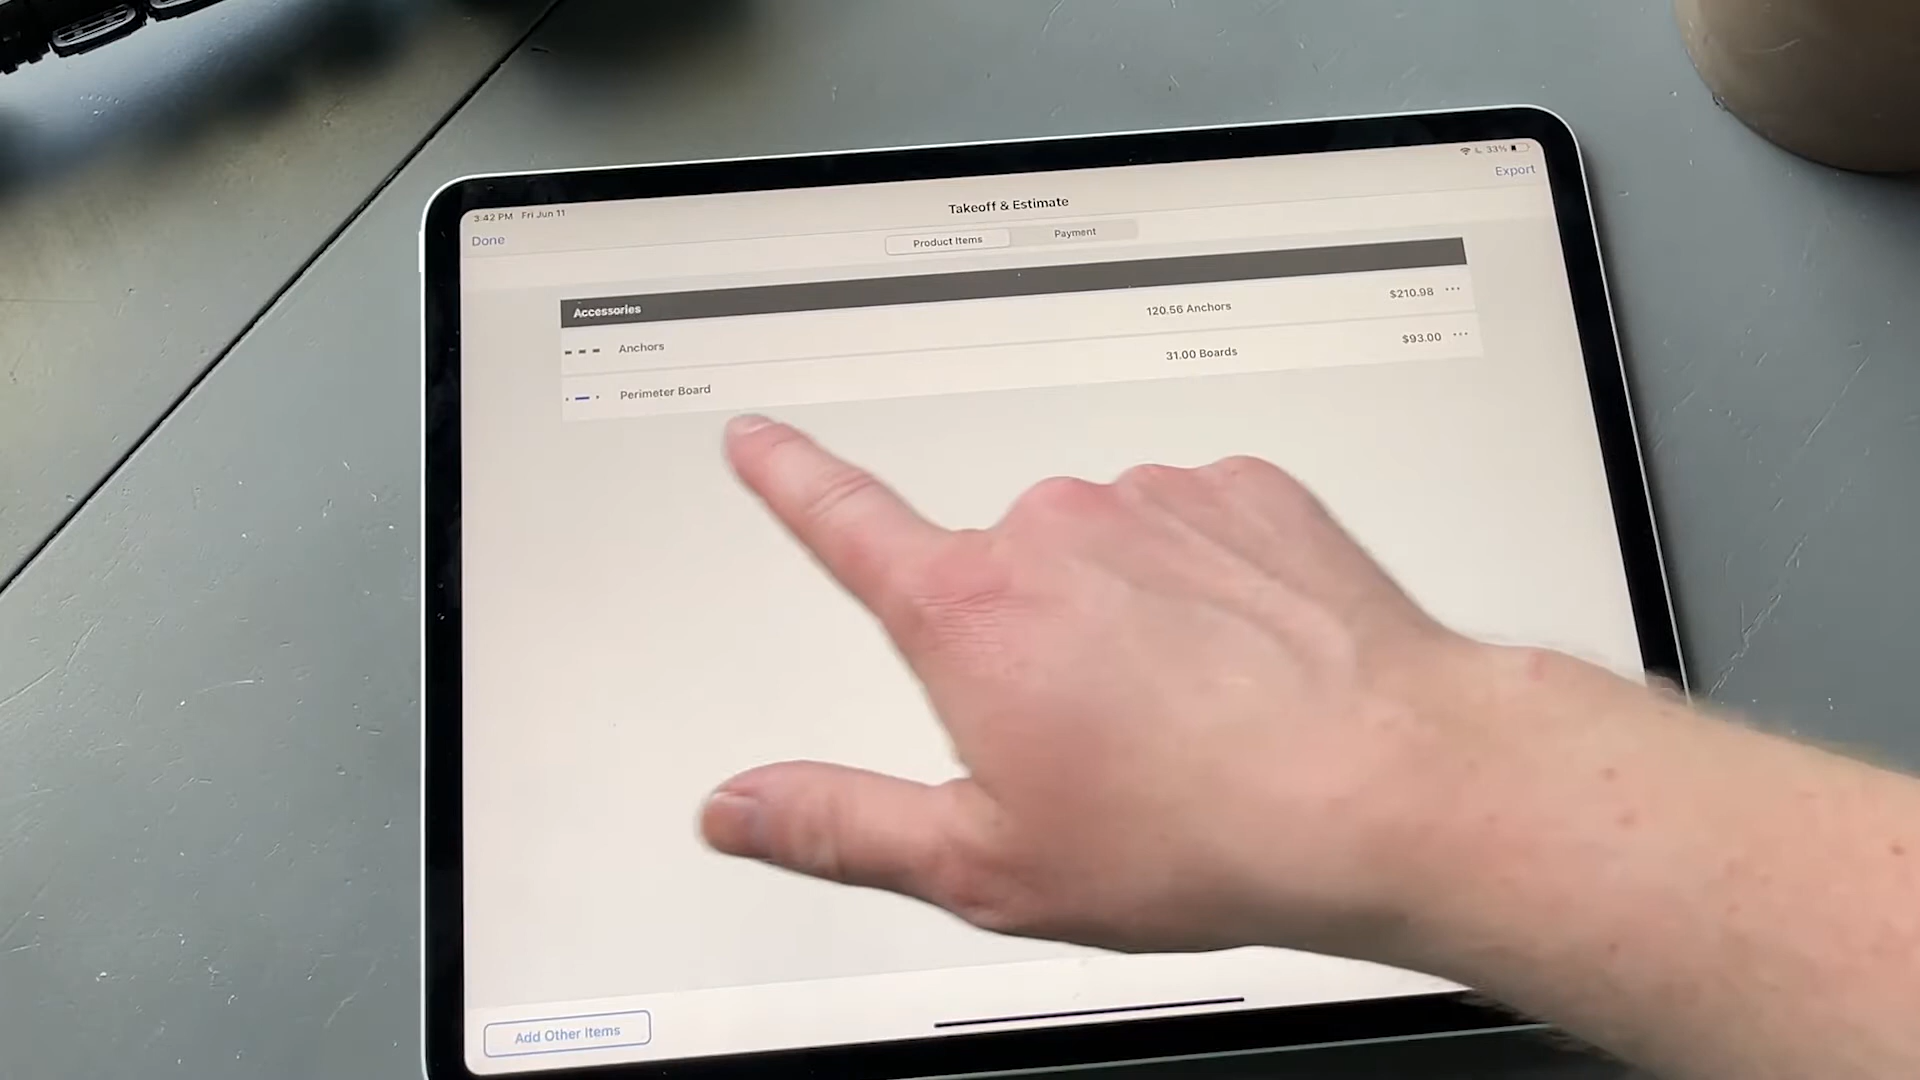 3:42 PM Fri Jun 11
33%
Done
Takeoff & Estimate
Export
Product Items
Payment
Accessories
Anchors 120.56 Anchors $210.98 ...
Perimeter Board 31.00 Boards $93.00 ...
Add Other Items